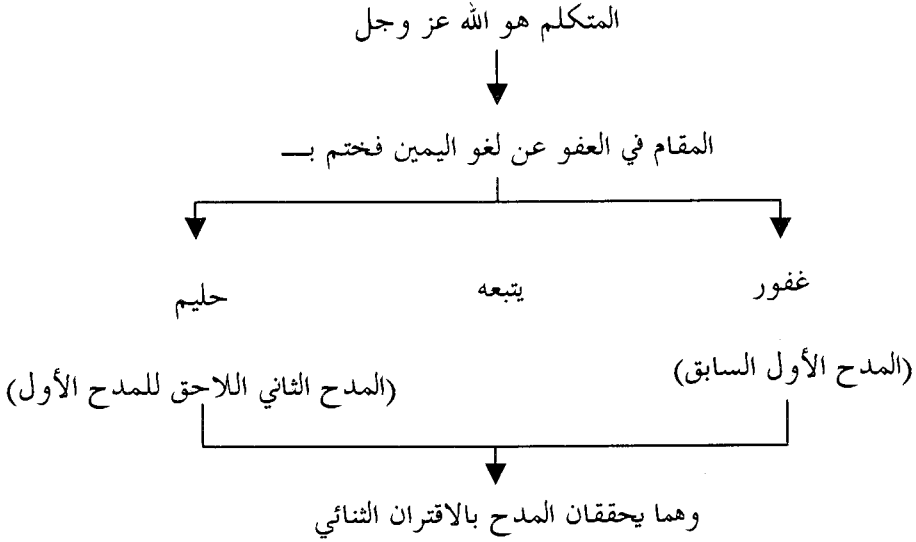 المتكلم هو الله عز وجل
المقام في العفو عن لغو اليمين فختم بـــ
غفور
يتبعه
حليم
(المدح الأول السابق)
(المدح الثاني اللاحق للمدح الأول)
وهما يحققان المدح بالاقتران الثنائي